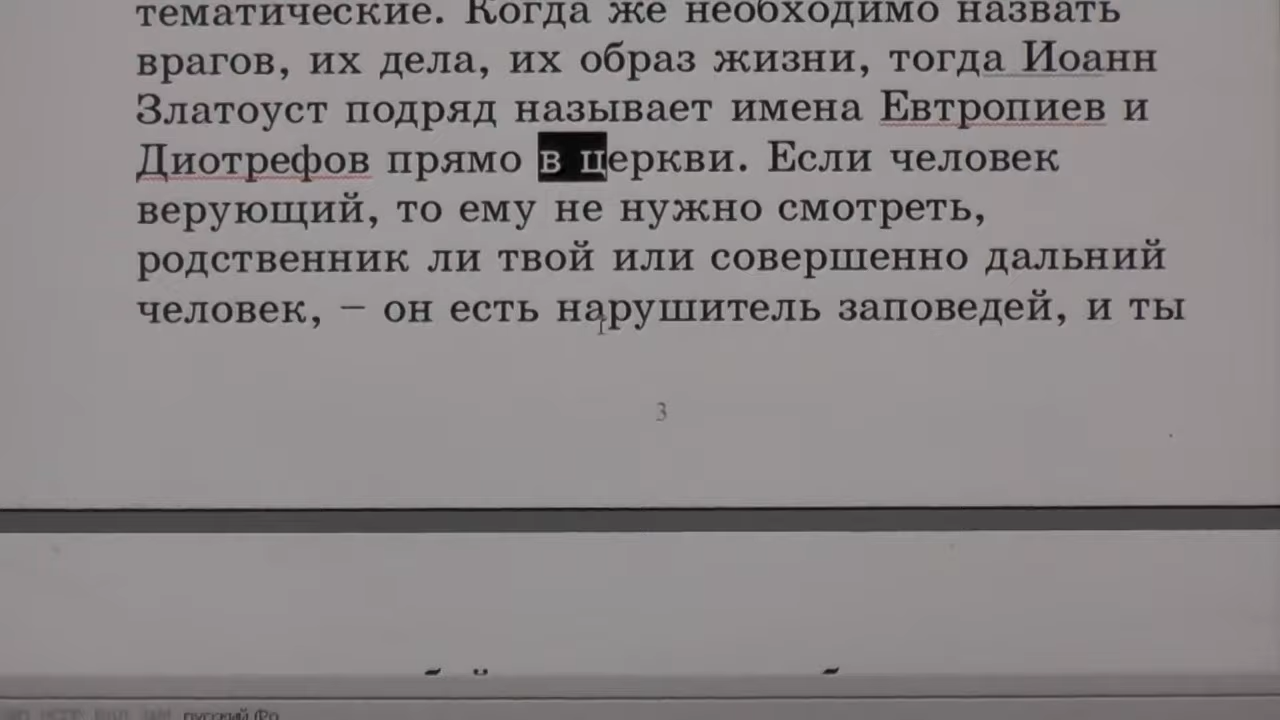 тематические. Когда же необходимо назвать
врагов, их дела, их образ жизни, тогда Иоанн
Златоуст подряд называет имена Евтропиев и
Диотрефов прямо в церкви. Если человек
верующий, то ему не нужно смотреть,
родственник ли твой или совершенно дальний
человек, – он есть нарушитель заповедей, и ты
3
русский (Ро